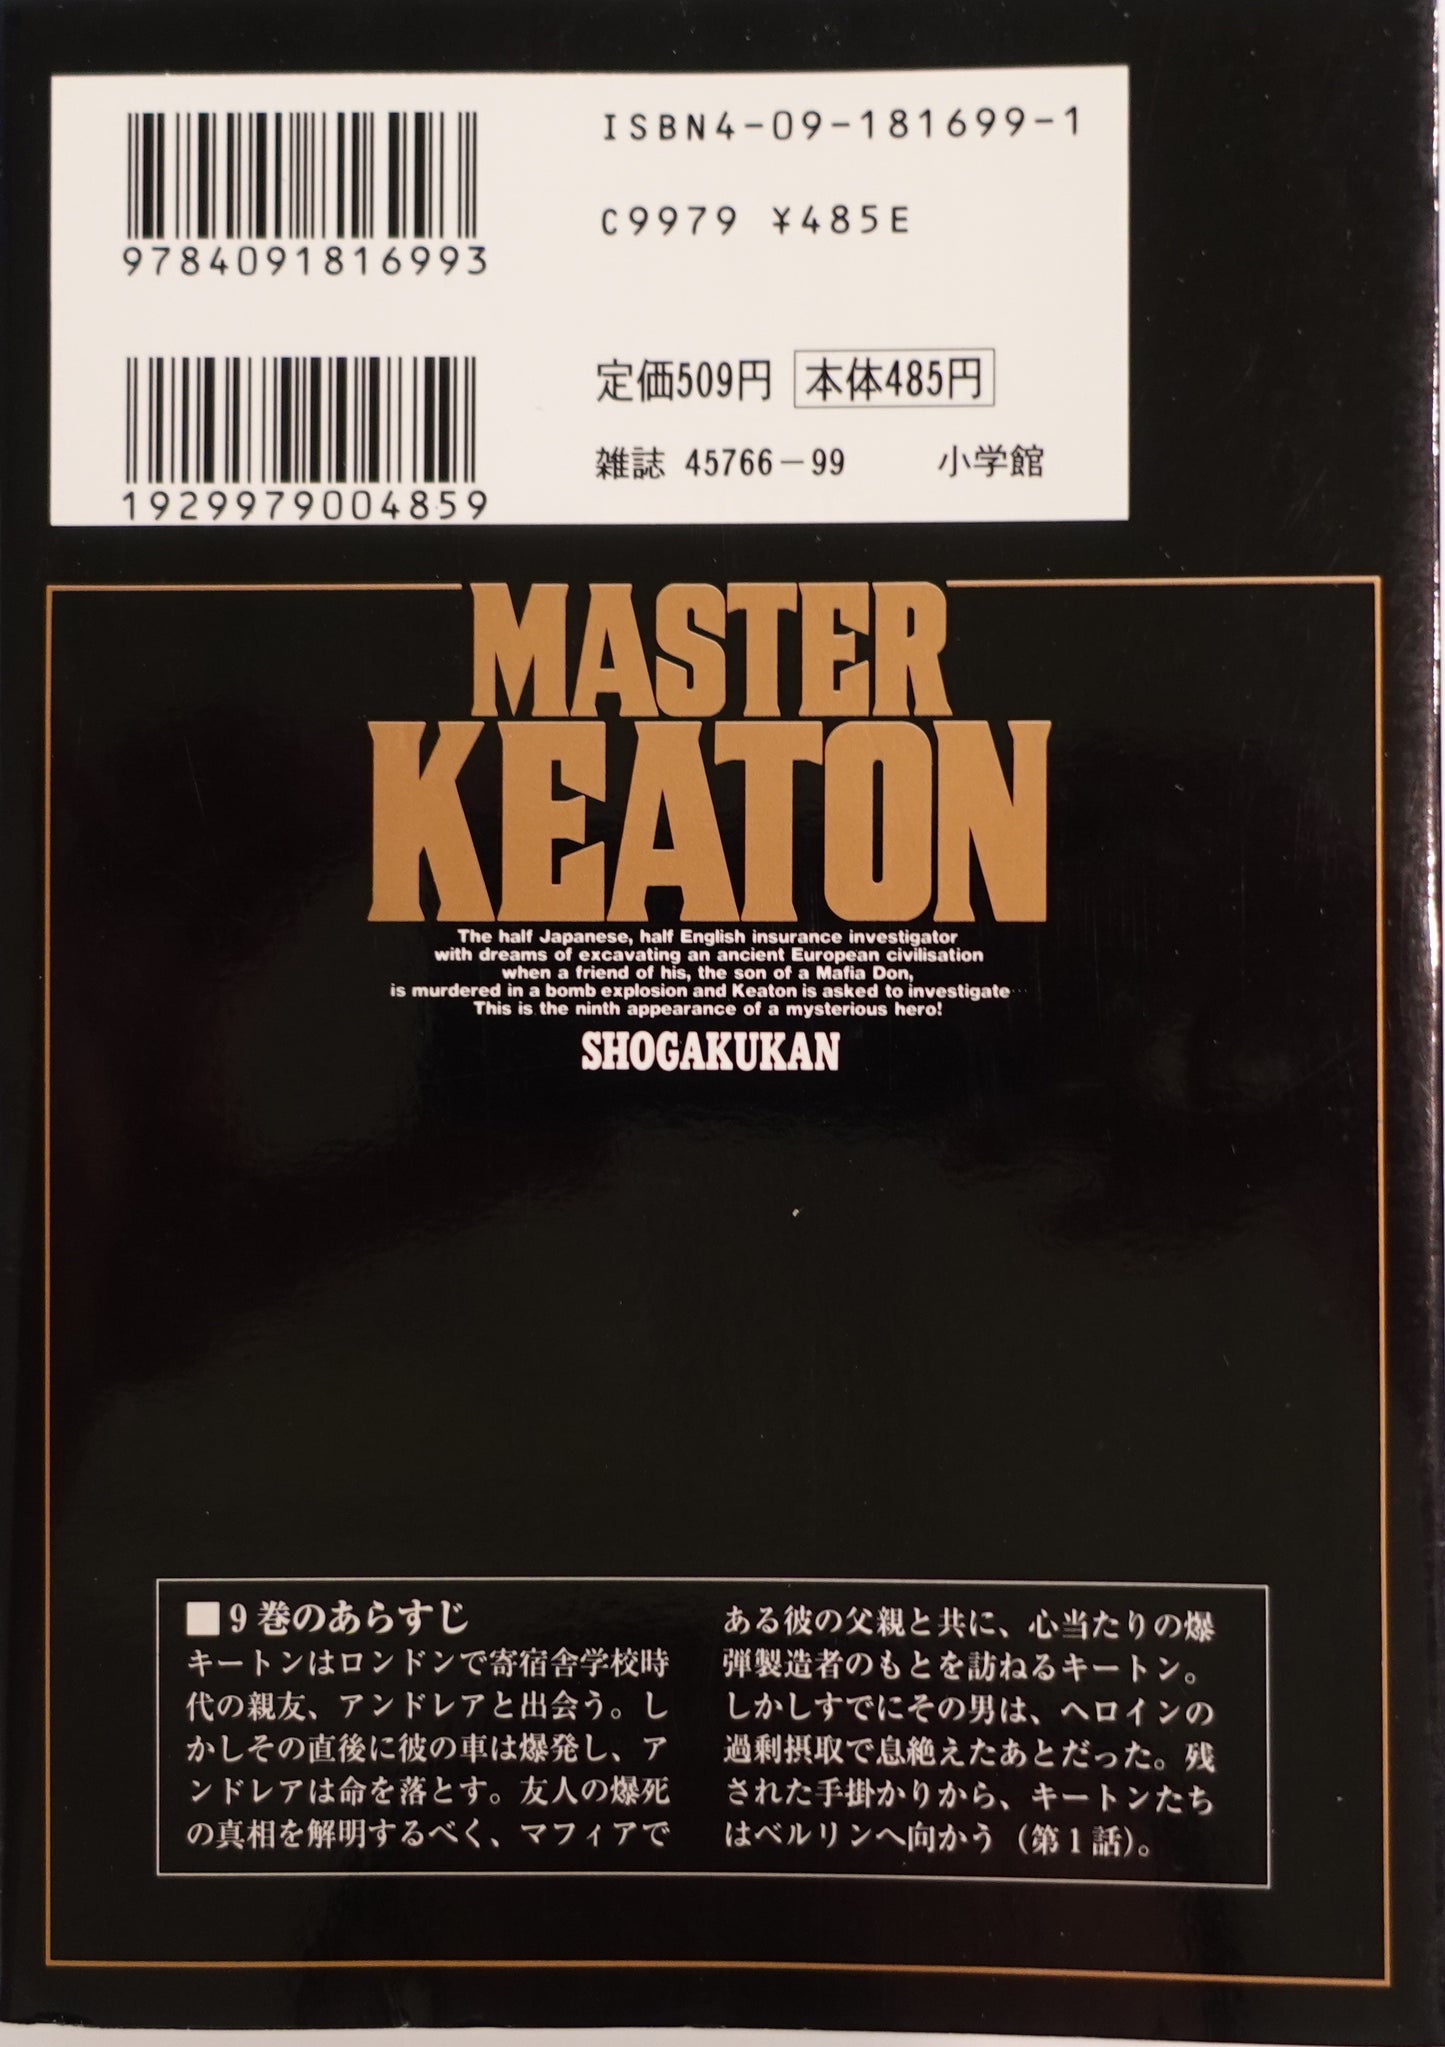 ISBN4-09-181699-1
9784091816993
C9979 ¥485E
1929979004859
定価509円 本体485円
雑誌 45766-99 小学館
MASTER
KEATON
The half Japanese, half English insurance investigator
with dreams of excavating an ancient European civilisation
when a friend of his, the son of a Mafia Don,
is murdered in a bomb explosion and Keaton is asked to investigate…
This is the ninth appearance of a mysterious hero!
SHOGAKUKAN
■9巻のあらすじ
キートンはロンドンで寄宿舎学校時
代の親友、アンドレアと出会う。し
かしその直後に彼の車は爆発し、ア
ンドレアは命を落とす。友人の爆死
の真相を解明するべく、マフィアで
ある彼の父親と共に、心当たりの爆
弾製造者のもとを訪ねるキートン。
しかしすでにその男は、ヘロインの
過剰摂取で息絶えたあとだった。残
された手掛かりから、キートンたち
はベルリンへ向かう(第1話)。